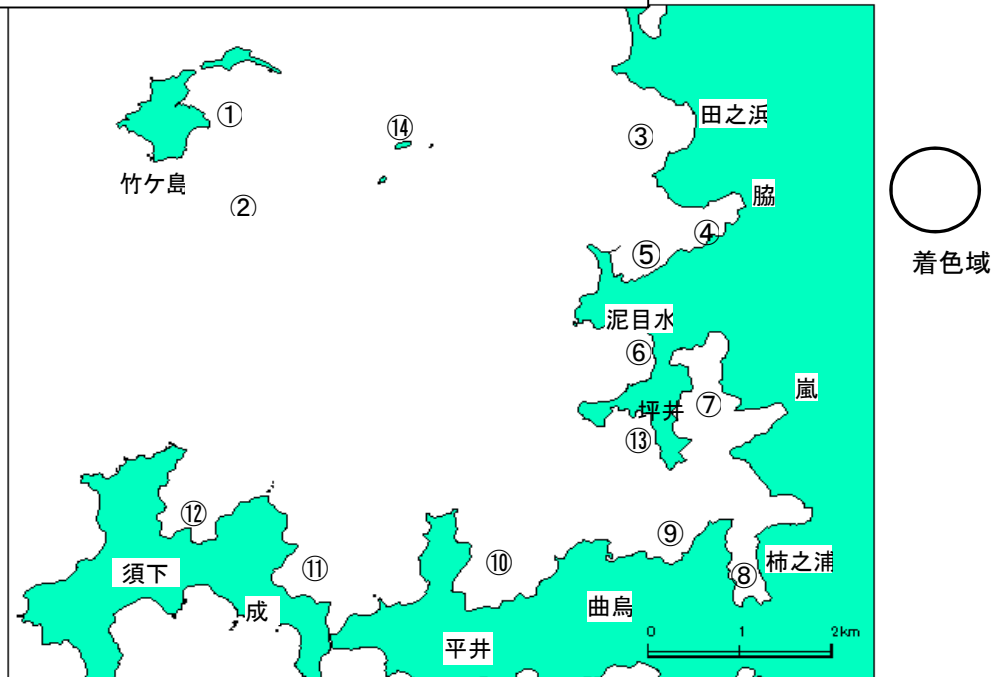 ①
⑭
田之浜
③
竹ケ島
脇
②
④
⑤
着色域
泥目水
⑥
嵐
坪井
⑦
⑬
⑫
⑨
⑩
⑪
柿之浦
須下
⑧
成
曲烏
0 1 2km
平井